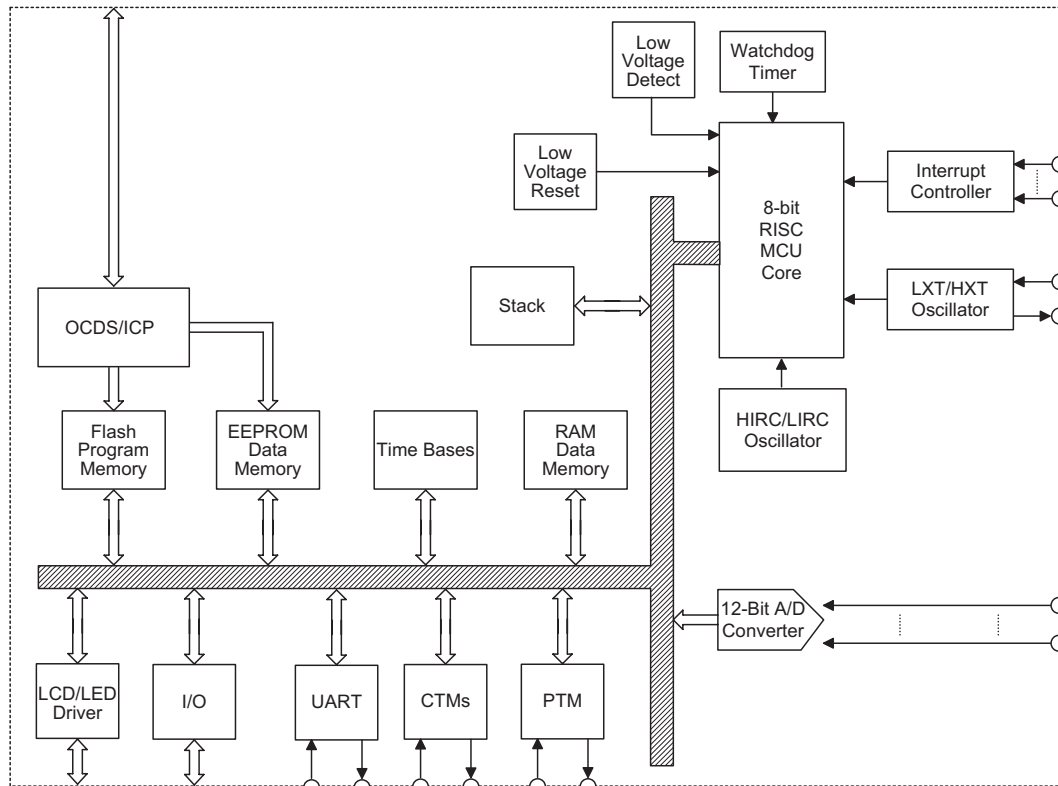 Low
Voltage
Detect
Watchdog
Timer
Low
Voltage
Reset
8-bit
RISC
MCU
Core
Interrupt
Controller
Stack
LXT/HXT
Oscillator
OCDS/ICP
HIRC/LIRC
Oscillator
Flash
Program
Memory
EEPROM
Data
Memory
Time Bases
RAM
Data
Memory
12-Bit A/D
Converter
LCD/LED
Driver
I/O
UART
CTMs
PTM